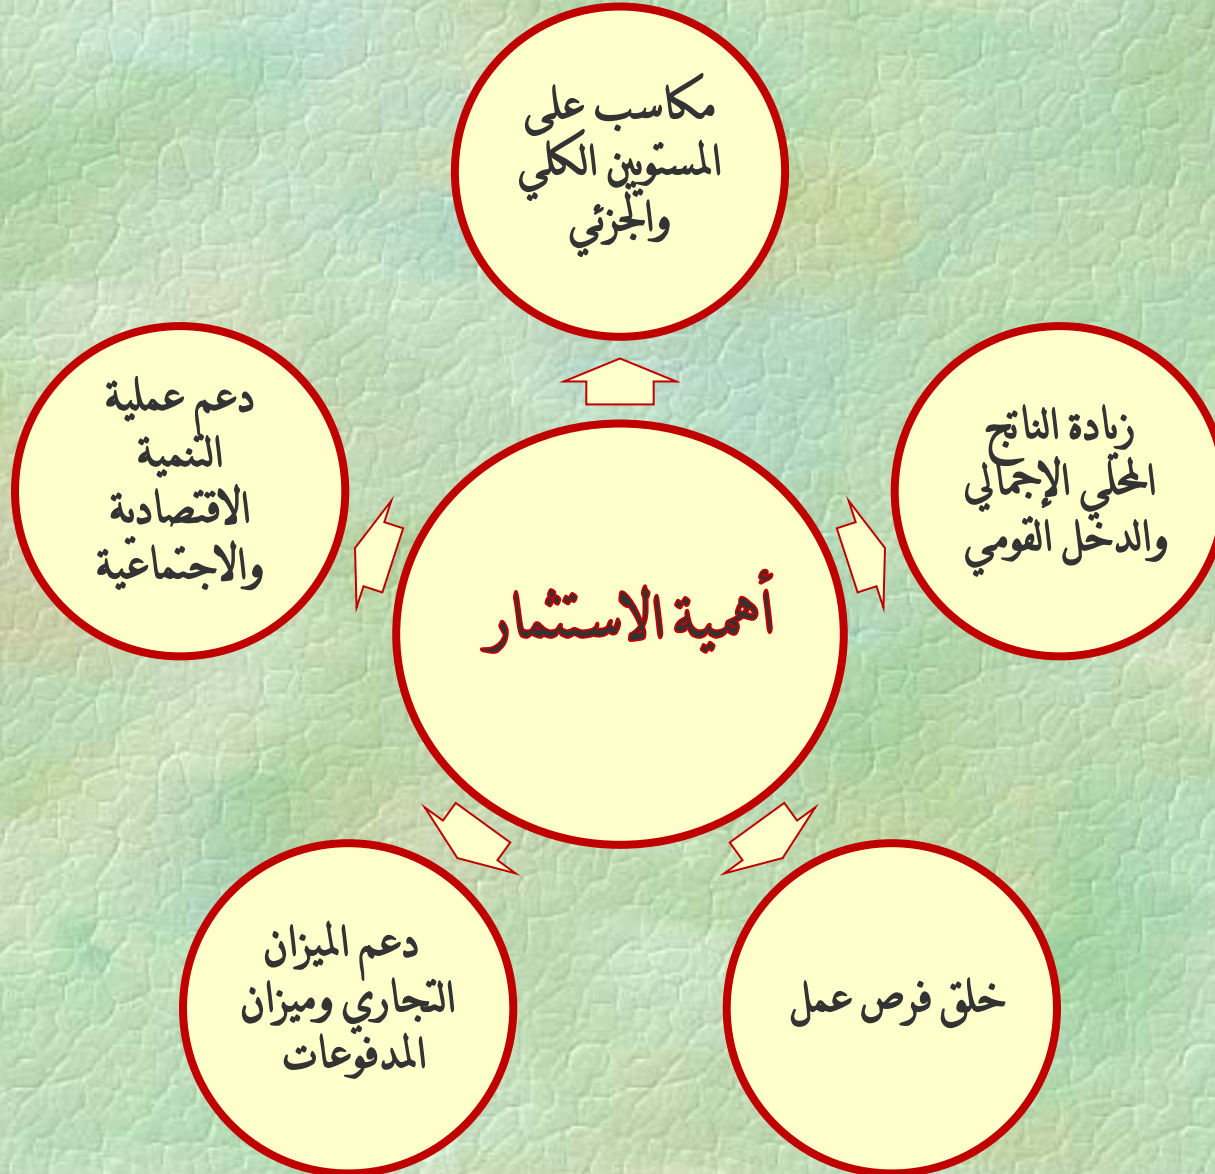 مكاسب على
المستويين الكلي
والجزئي
زيادة الناتج
المحلي الإجمالي
والدخل القومي
دعم عملية
التنمية
الاقتصادية
والاجتماعية
أهمية الاستثمار
خلق فرص عمل
دعم الميزان
التجاري وميزان
المدفوعات